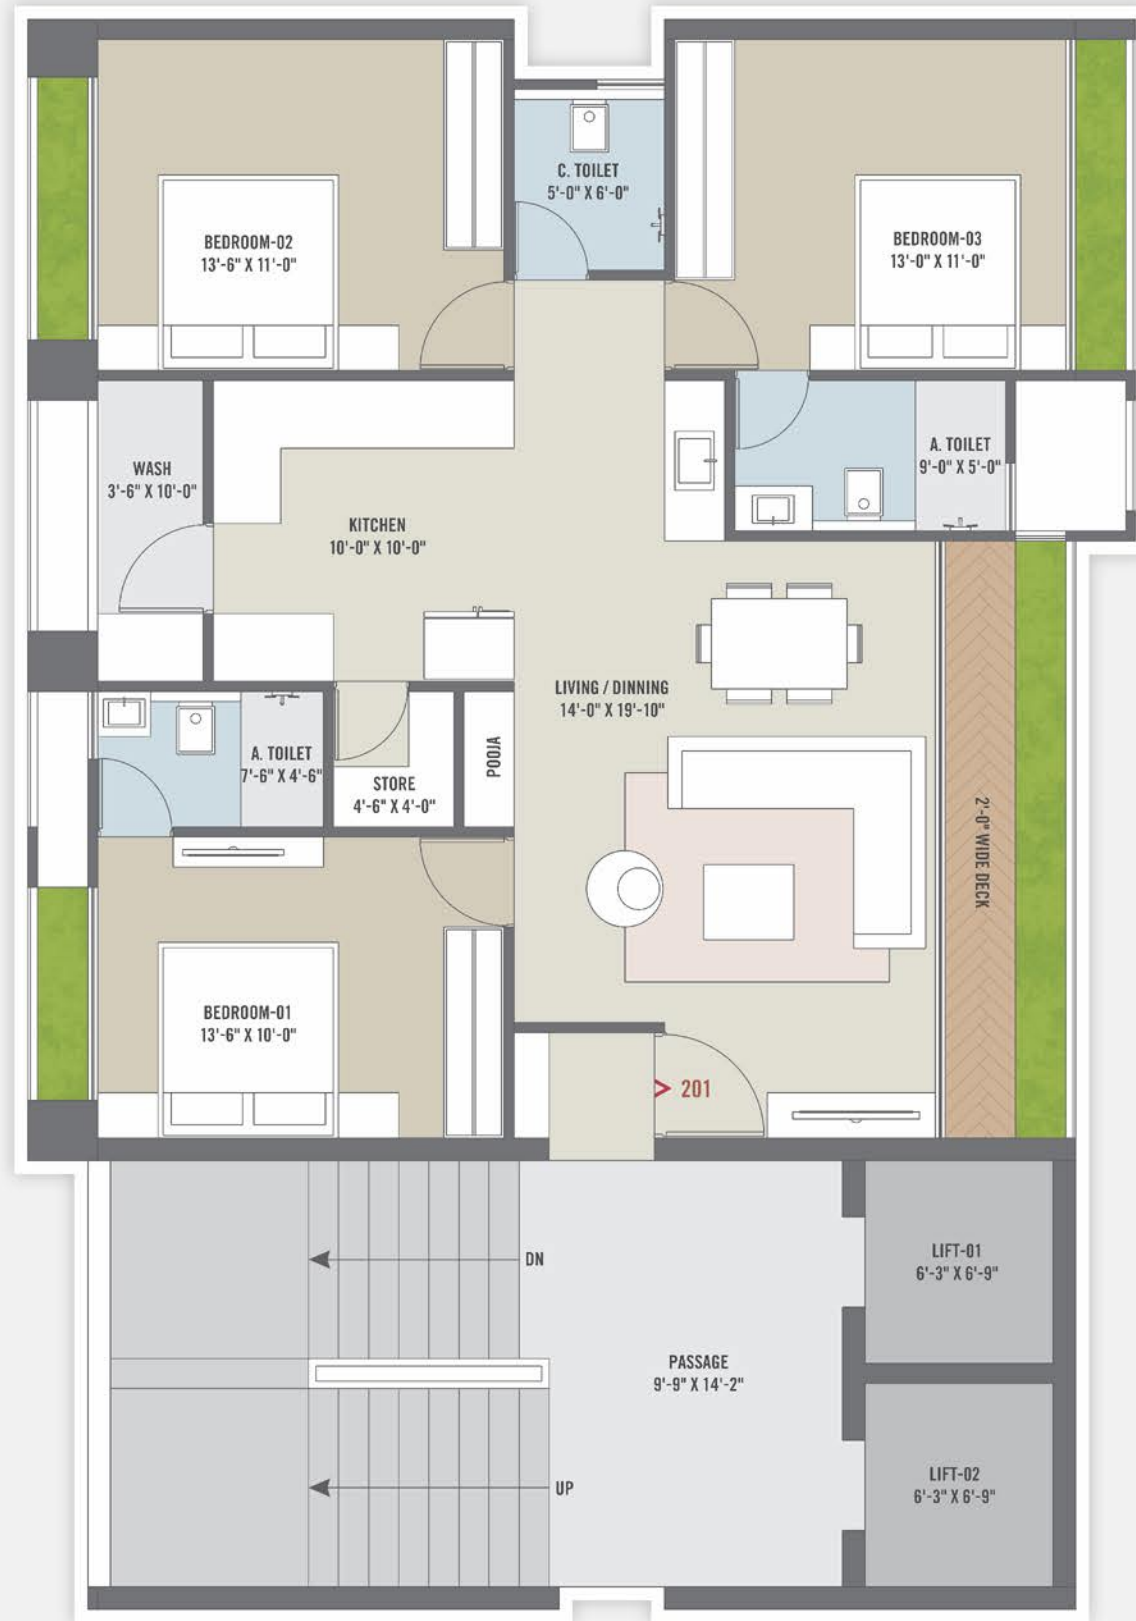 C. TOILET
5'-0" X 6'-0"
BEDROOM-02
13'-6" X 11'-0"
BEDROOM-03
13'-0" X 11'-0"
WASH
3'-6" X 10'-0"
A. TOILET
9'-0" X 5'-0"
KITCHEN
10'-0" X 10'-0"
LIVING / DINNING
14'-0" X 19'-10"
A. TOILET
7'-6" X 4'-6"
STORE
4'-6" X 4'-0"
POOJA
2'-0" WIDE DECK
BEDROOM-01
13'-6" X 10'-0"
201
DN
LIFT-01
6'-3" X 6'-9"
PASSAGE
9'-9" X 14'-2"
UP
LIFT-02
6'-3" X 6'-9"